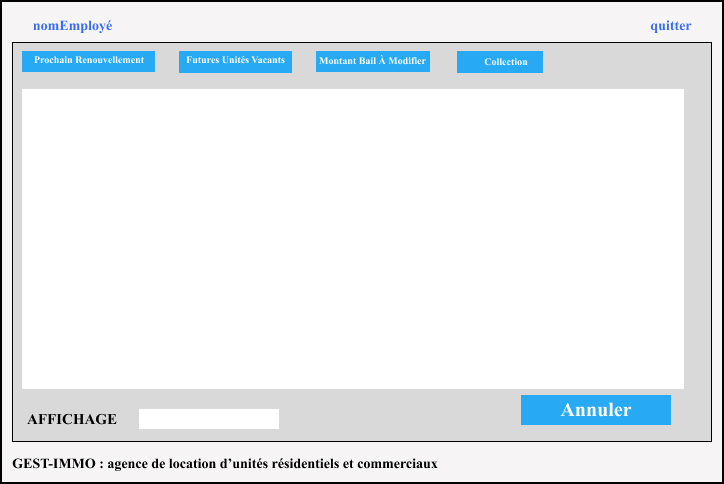 nomEmployé quitter
Prochain Renouvellement Futures Unités Vacants Montant Bail À Modifier Collection
AFFICHAGE Annuler
GEST-IMMO : agence de location d’unités résidentiels et commerciaux